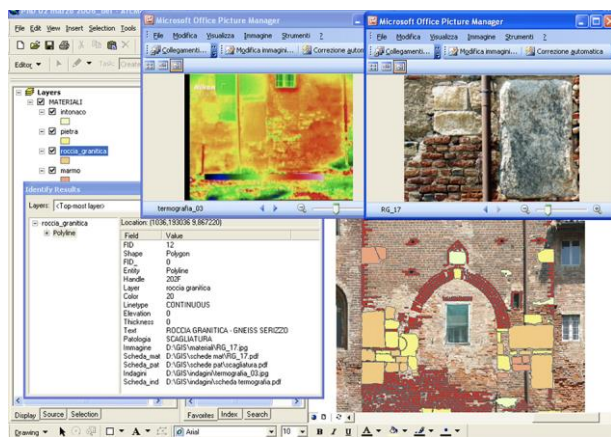 Microsoft Office Picture Manager
File Modifica Visualizza Immagine Strumenti ?
Collegamenti... Modifica immagini... Correzione auto
termografia_03
Microsoft Office Picture Manager
File Modifica Visualizza Immagine Strumenti ?
Collegamenti... Modifica immagini... Correzione automatica
RG_17
File Edit View Insert Selection Tools
Editor Task: Create
Layers
MATERIALI
intonaco
pietra
roccia_granitica
marmo
Identify Results
Layers: <Top-most layer>
roccia_granitica
Polyline
Location: (1036,193036 9,867220)
Field Value
FID 12
Shape Polygon
FID_ 0
Entity Polyline
Handle 202F
Layer roccia granitica
Color 20
Linetype CONTINUOUS
Elevation 0
Thickness 0
Text ROCCIA GRANITICA - GNEISS SERIZZO
Patologia SCAGLIATURA
Immagine D:\GIS\material\RG_17.jpg
Scheda_mat D:\GIS\schede mat\RG_17.pdf
Scheda_pat D:\GIS\schede pat\scagliatura.pdf
Indagini D:\GIS\indagini\termografia_03.jpg
Scheda_ind D:\GIS\indagini\scheda termografia.pdf
Display Source Selection
Favorites Index Search
Drawing A Arial 10 B I U A